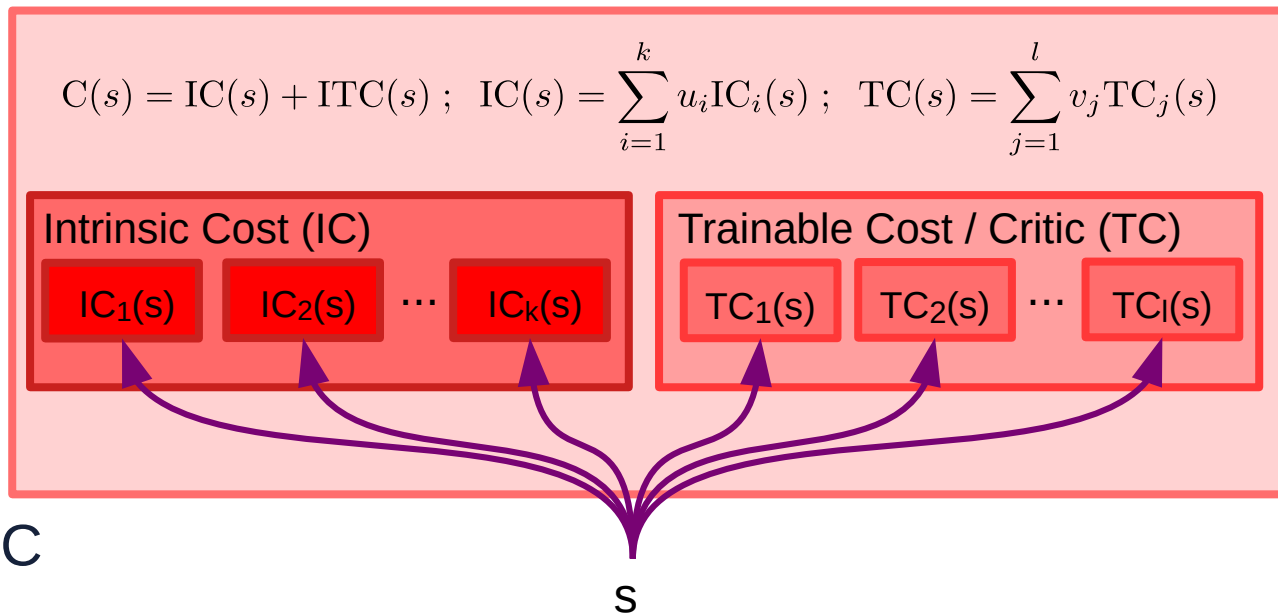 C(s) = IC(s) + ITC(s) ; IC(s) = ∑_{i=1}^{k} u_i IC_i(s) ; TC(s) = ∑_{j=1}^{l} v_j TC_j(s)
Intrinsic Cost (IC)
IC₁(s) IC₂(s) ... ICₖ(s)
Trainable Cost / Critic (TC)
TC₁(s) TC₂(s) ... TCₗ(s)
C
s